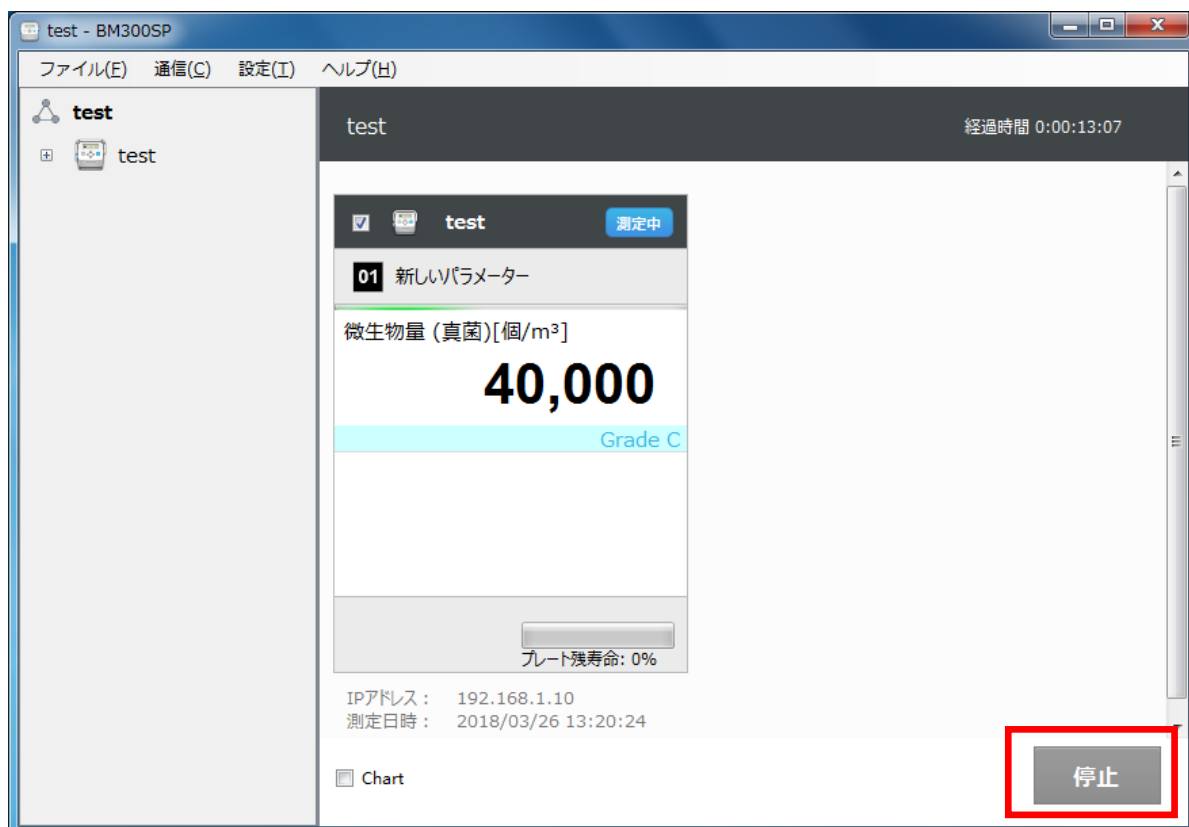 test - BM300SP
ファイル(F) 通信(C) 設定(T) ヘルプ(H)
test
test
test
経過時間 0:00:13:07
test
測定中
01 新しいパラメーター
微生物量 (真菌)[個/m³]
40,000
Grade C
プレート残寿命: 0%
IPアドレス : 192.168.1.10
測定日時 : 2018/03/26 13:20:24
Chart
停止